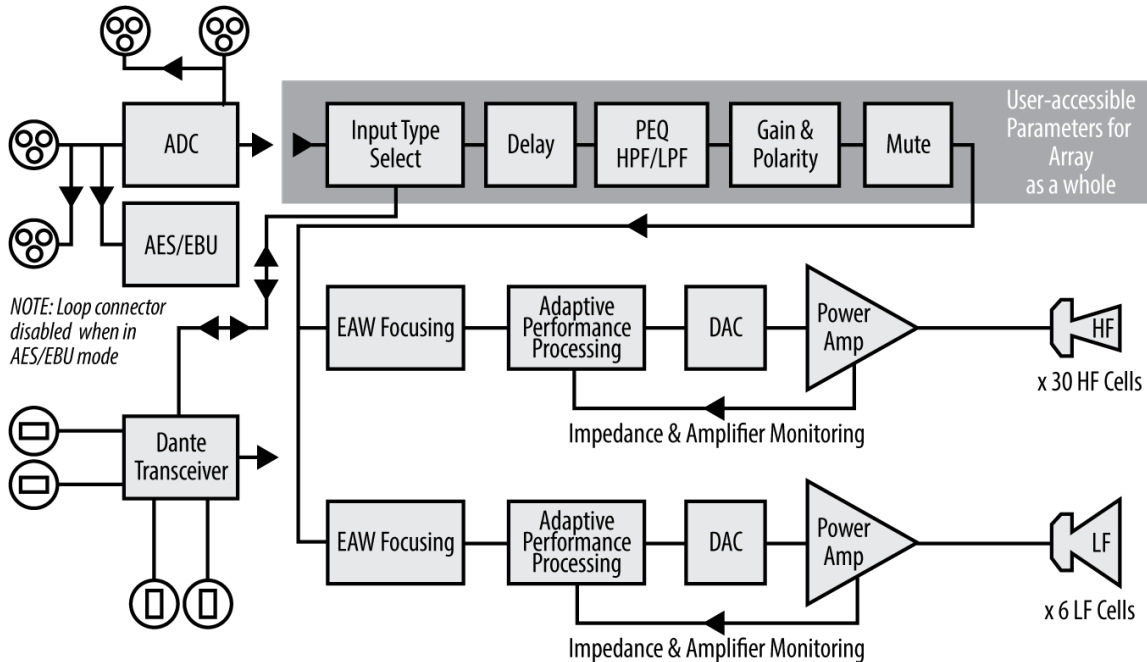 ADC
AES/EBU
NOTE: Loop connector
disabled when in
AES/EBU mode
Input Type
Select
Delay
PEQ
HPF/LPF
Gain &
Polarity
Mute
User-accessible
Parameters for
Array
as a whole
EAW Focusing
Adaptive
Performance
Processing
DAC
Power
Amp
HF
x 30 HF Cells
Impedance & Amplifier Monitoring
Dante
Transceiver
EAW Focusing
Adaptive
Performance
Processing
DAC
Power
Amp
LF
x 6 LF Cells
Impedance & Amplifier Monitoring